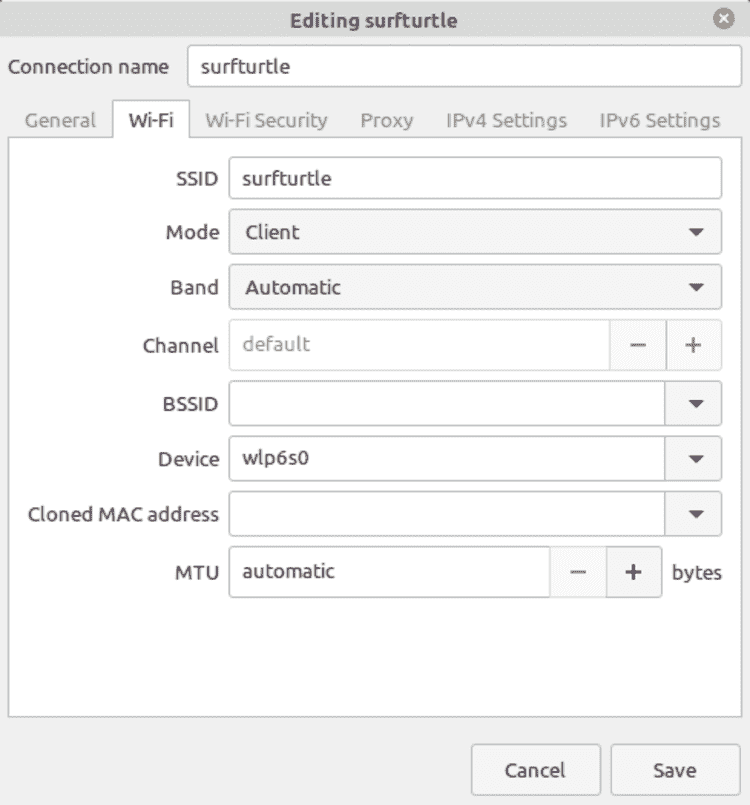 Editing surfturtle
Connection name surfturtle
General Wi-Fi Wi-Fi Security Proxy IPv4 Settings IPv6 Settings
SSID surfturtle
Mode Client
Band Automatic
Channel default − +
BSSID
Device wlp6s0
Cloned MAC address
MTU automatic − + bytes
Cancel Save